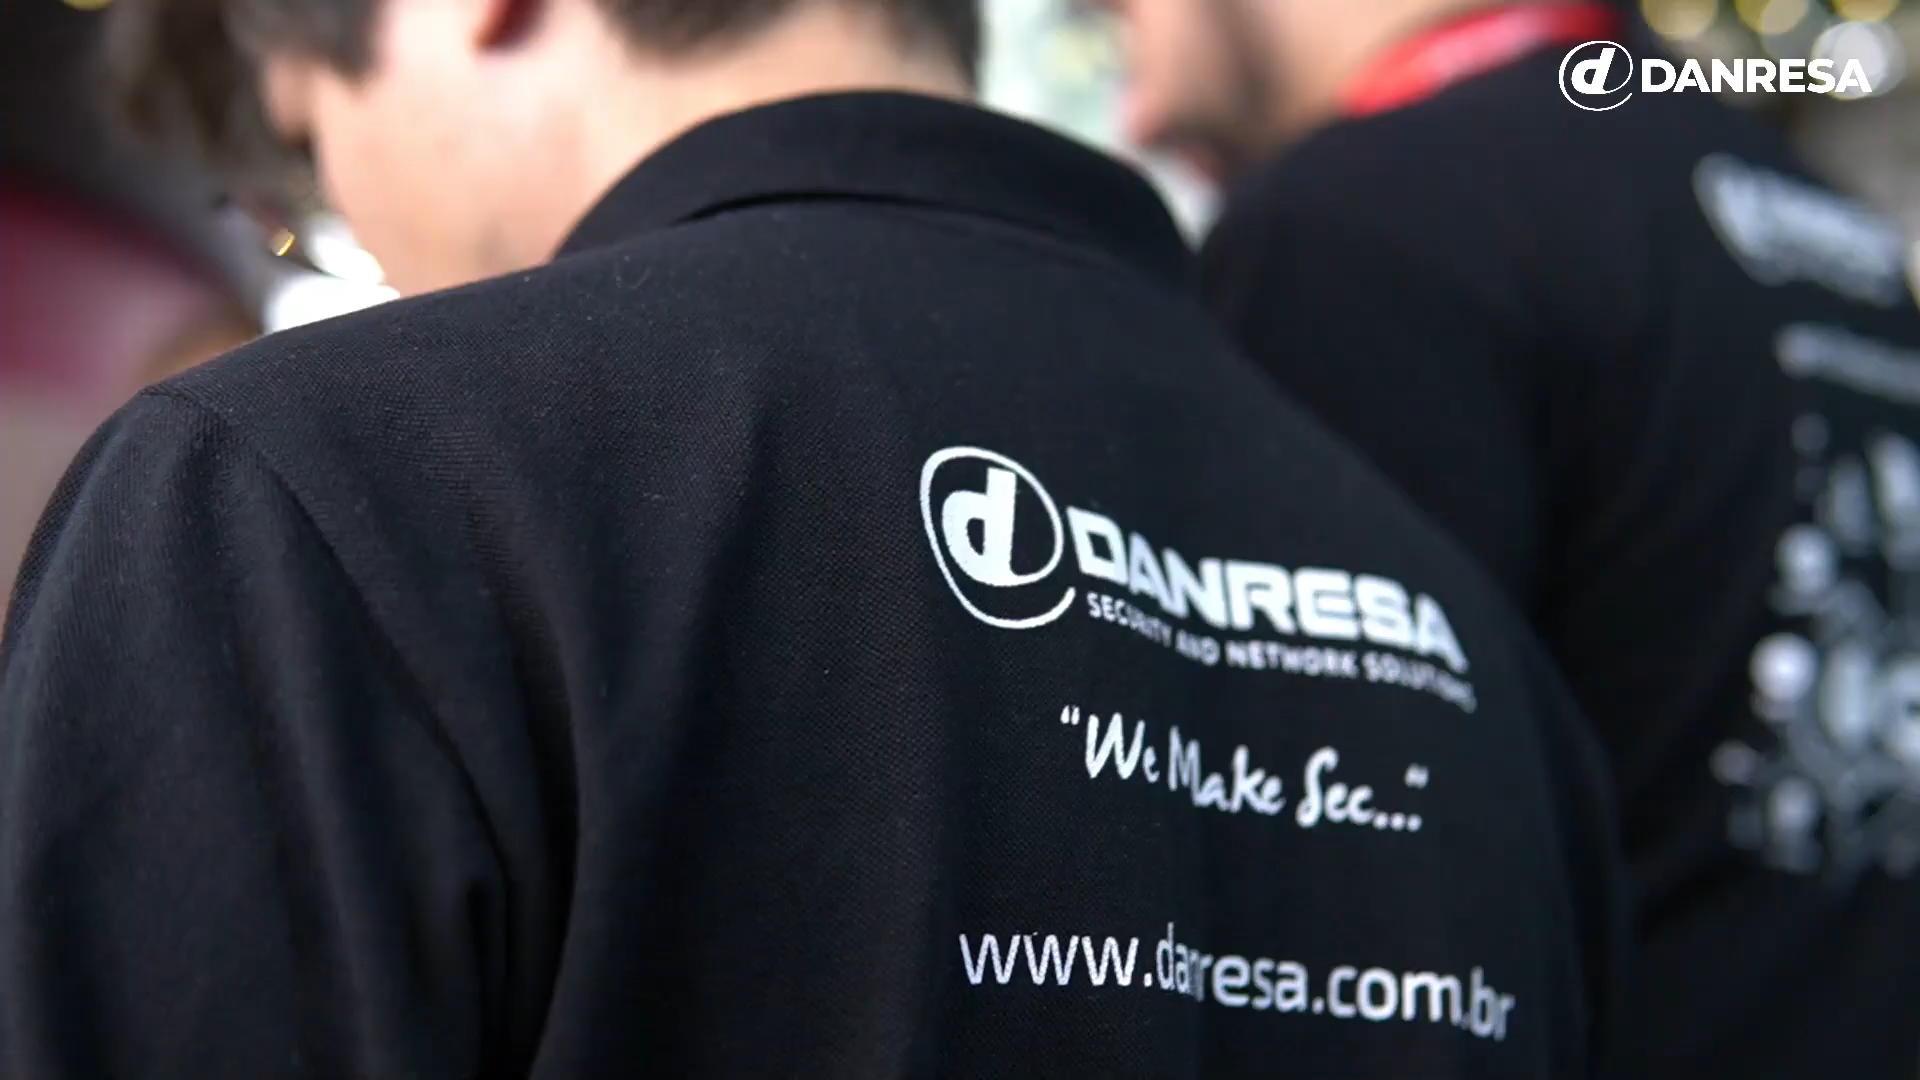 d DANRESA
d DANRESA
SECURITY AND NETWORK SOLUTIONS
“We Make Sec...“
www.danresa.com.br